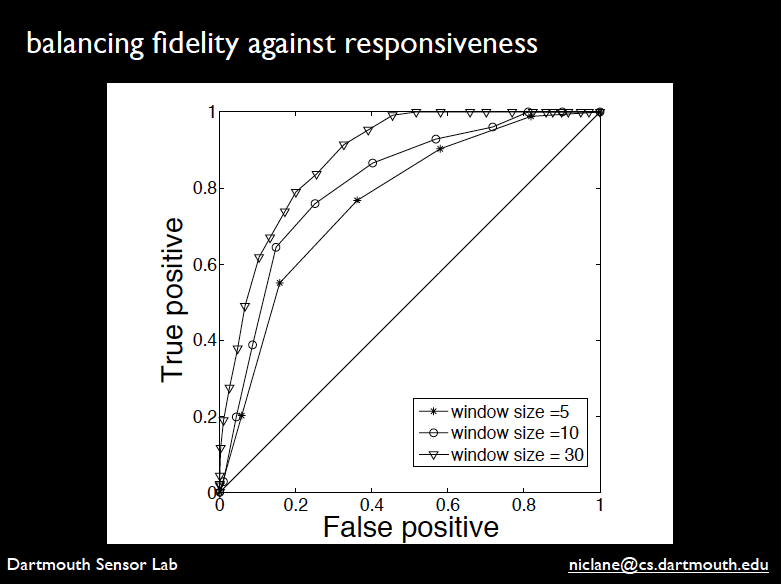 balancing fidelity against responsiveness
1
0.8
0.6
0.4
0.2
0
0 0.2 0.4 0.6 0.8 1
True positive
False positive
window size =5
window size =10
window size = 30
Dartmouth Sensor Lab
niclane@cs.dartmouth.edu